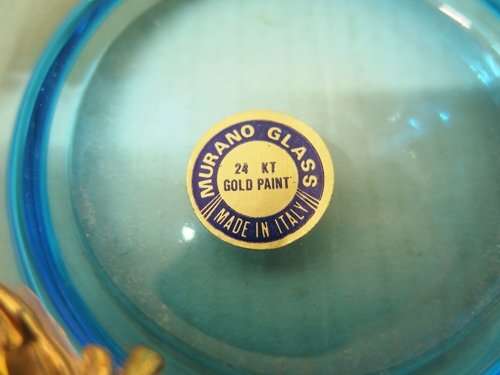 MURANO GLASS
24 KT
GOLD PAINT
MADE IN ITALY